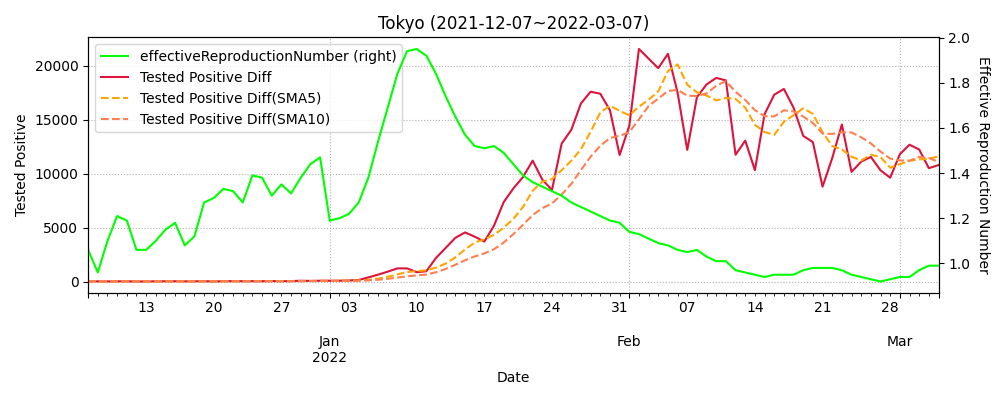 Tokyo (2021-12-07~2022-03-07)
effectiveReproductionNumber (right)
Tested Positive Diff
Tested Positive Diff(SMA5)
Tested Positive Diff(SMA10)
Tested Positive
20000
15000
10000
5000
0
2.0
1.8
1.6
1.4
1.2
1.0
Effective Reproduction Number
13 20 27 03 10 17 24 31 07 14 21 28
Jan Feb Mar
2022
Date